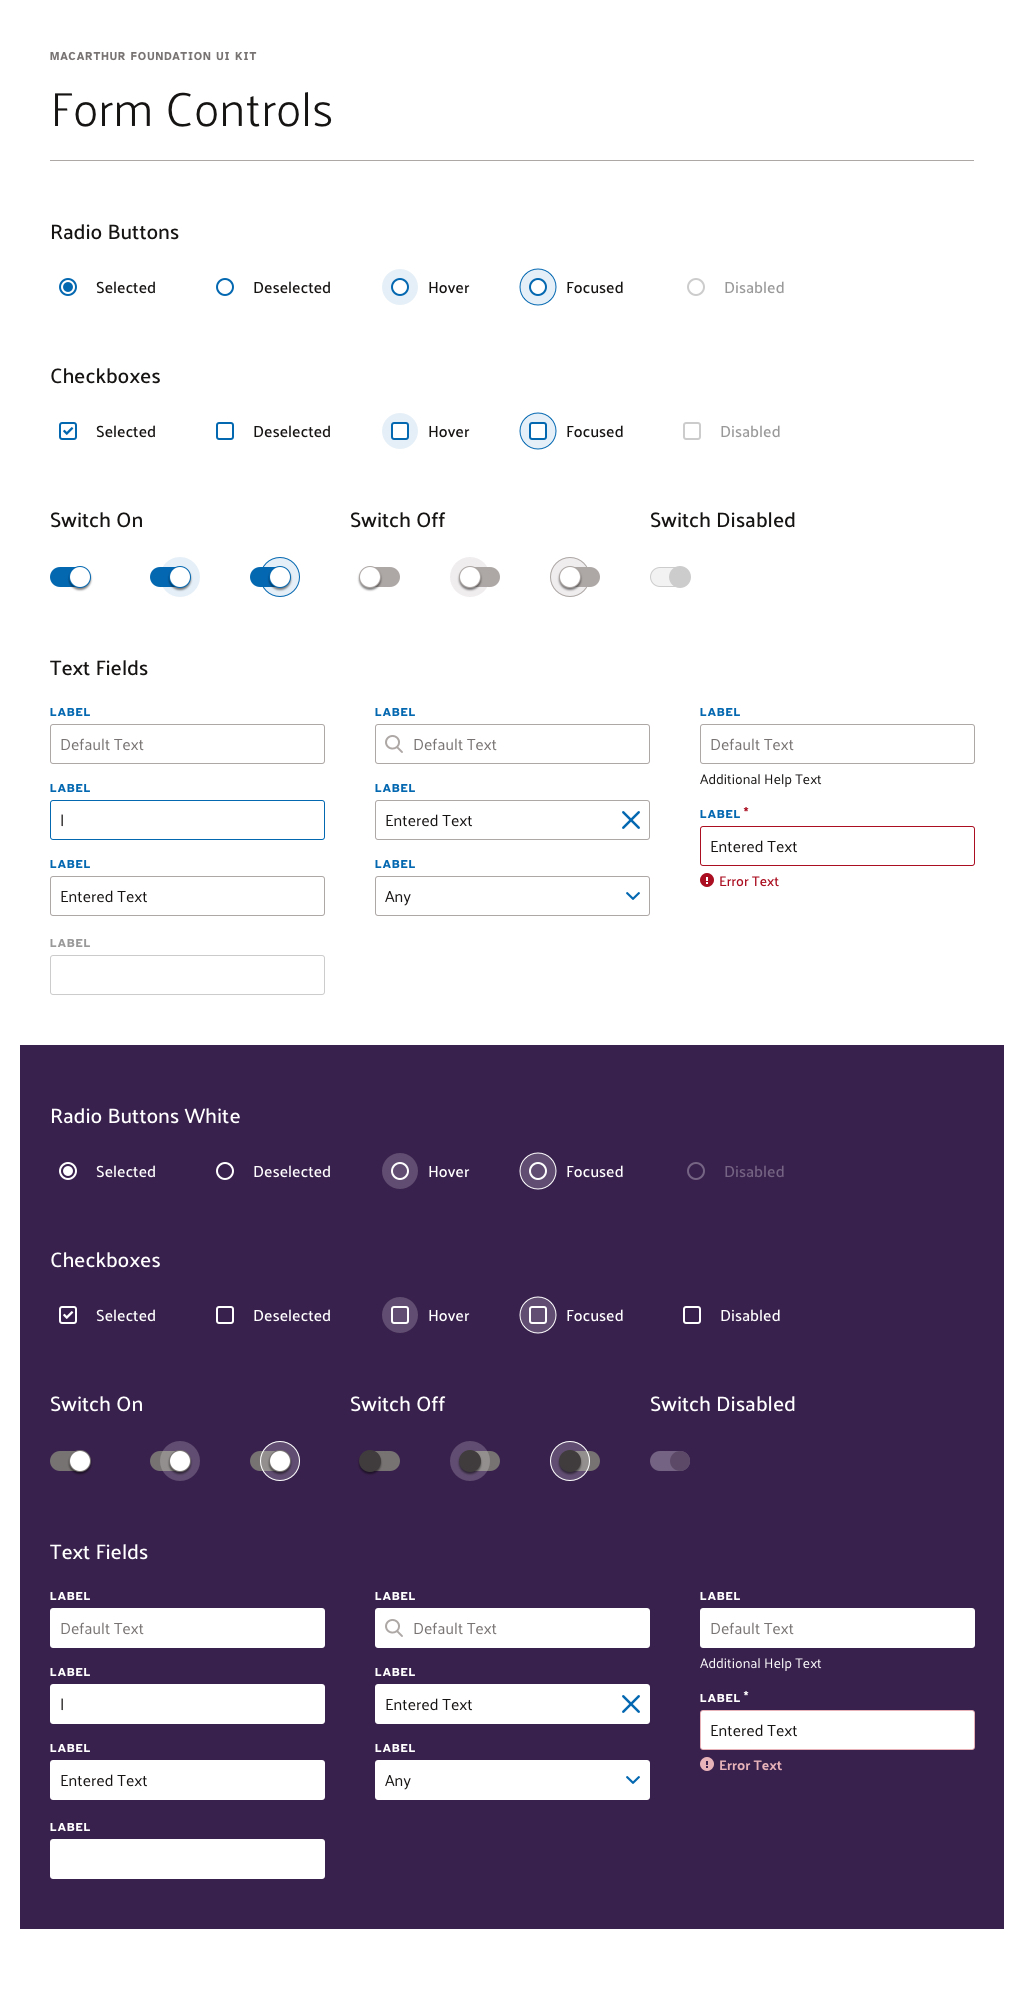 MACARTHUR FOUNDATION UI KIT
Form Controls
Radio Buttons
Selected Deselected Hover Focused Disabled
Checkboxes
Selected Deselected Hover Focused Disabled
Switch On Switch Off Switch Disabled
Text Fields
LABEL LABEL LABEL
Default Text Default Text Default Text
Additional Help Text
LABEL LABEL
Entered Text
LABEL*
Entered Text
LABEL LABEL
Error Text
Entered Text Any
LABEL
Radio Buttons White
Selected Deselected Hover Focused Disabled
Checkboxes
Selected Deselected Hover Focused Disabled
Switch On Switch Off Switch Disabled
Text Fields
LABEL LABEL LABEL
Default Text Default Text Default Text
Additional Help Text
LABEL LABEL
Entered Text
LABEL*
Entered Text
LABEL LABEL
Error Text
Entered Text Any
LABEL